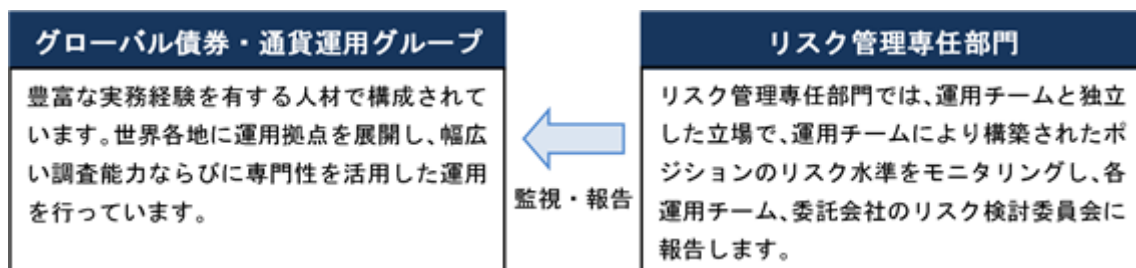 グローバル債券・通貨運用グループ
豊富な実務経験を有する人材で構成されて
います。世界各地に運用拠点を展開し、幅広
い調査能力ならびに専門性を活用した運用
を行っています。
監視・報告
リスク管理専任部門
リスク管理専任部門では、運用チームと独立
した立場で、運用チームにより構築されたポ
ジションのリスク水準をモニタリングし、各
運用チーム、委託会社のリスク検討委員会に
報告します。